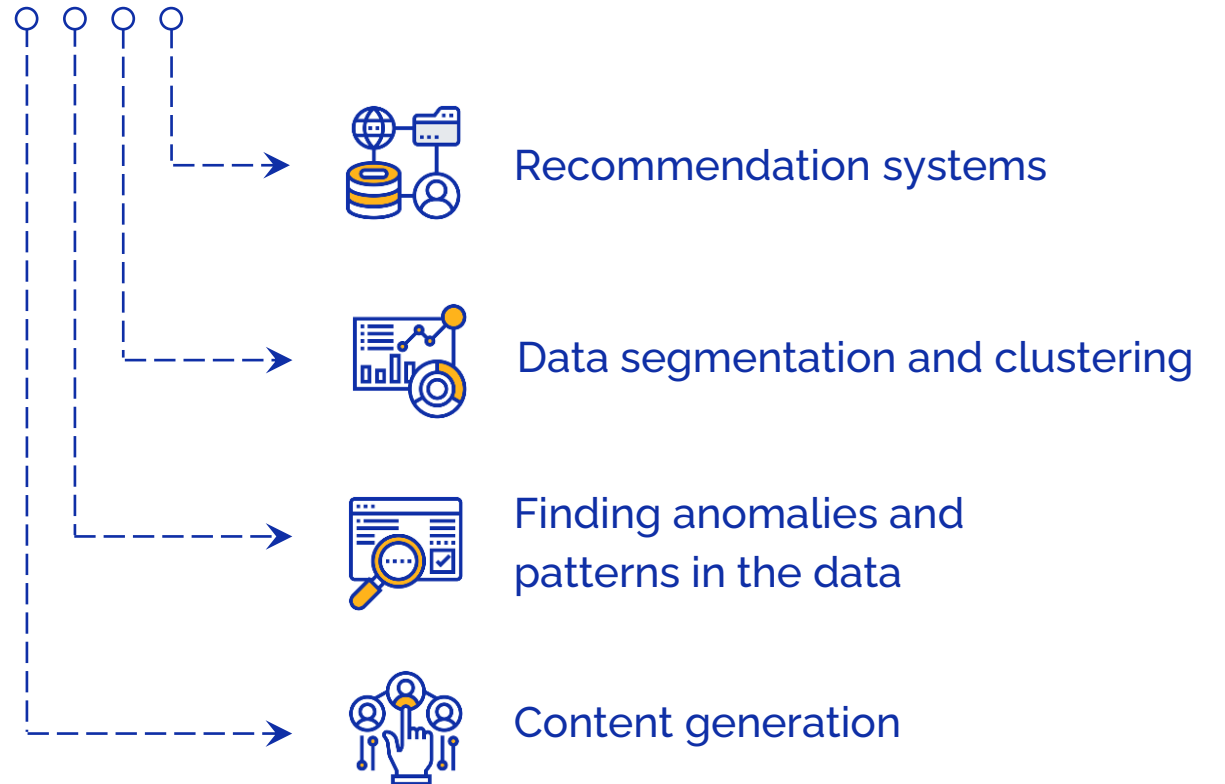 Recommendation systems
Data segmentation and clustering
Finding anomalies and
patterns in the data
Content generation